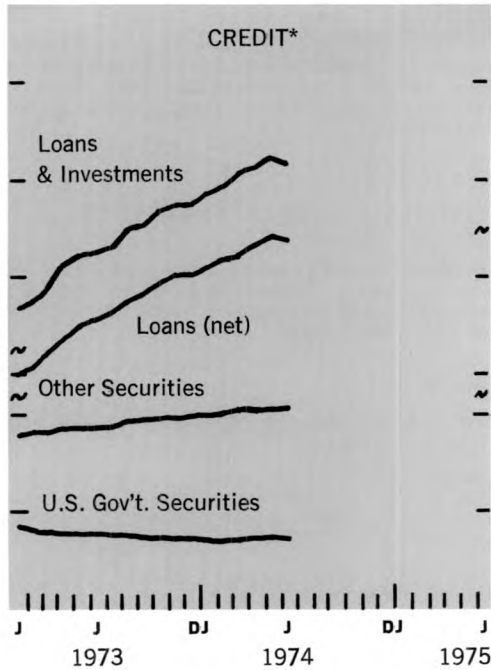 CREDIT*
Loans
& Investments
Loans (net)
Other Securities
U.S. Gov't. Securities
J J DJ J DJ J
1973 1974 1975